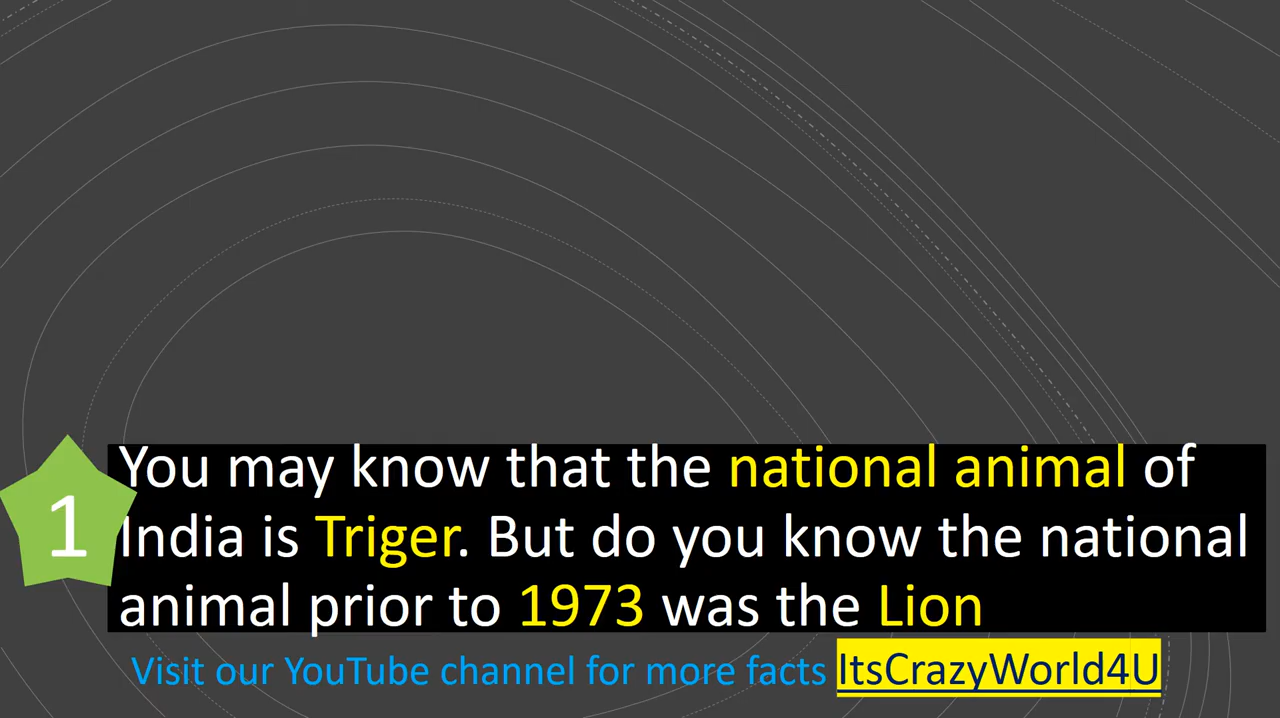 1
You may know that the national animal of
India is Triger. But do you know the national
animal prior to 1973 was the Lion
Visit our YouTube channel for more facts ItsCrazyWorld4U